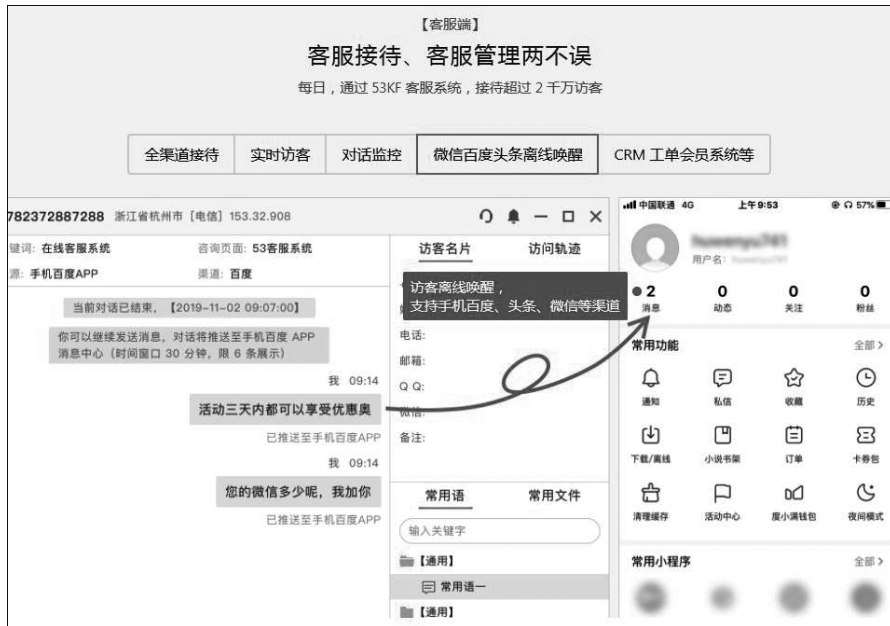 【客服端】
客服接待、客服管理两不误
每日，通过 53KF 客服系统，接待超过 2 千万访客
全渠道接待
实时访客
对话监控
微信百度头条离线唤醒
CRM 工单会员系统等
782372887288 浙江省杭州市 [电信] 153.32.908
键词: 在线客服系统
咨询页面: 53客服系统
源: 手机百度APP
渠道: 百度
当前对话已结束，【2019-11-02 09:07:00】
你可以继续发送消息，对话将推送至手机百度 APP
消息中心（时间窗口 30 分钟，限 6 条展示）
我 09:14
活动三天内都可以享受优惠奥
已推送至手机百度APP
我 09:14
您的微信多少呢，我加你
已推送至手机百度APP
访客名片
访问轨迹
访客离线唤醒，
支持手机百度、头条、微信等渠道
电话:
邮箱:
Q Q:
微信:
备注:
常用语
常用文件
输入关键字
【通用】
常用语一
【通用】
中国联通 4G
上午9:53
57%
用户名:
2
0
0
0
消息
动态
关注
粉丝
常用功能
全部>
通知
私信
收藏
历史
下载/离线
小说书架
订单
卡券包
清理缓存
活动中心
度小满钱包
夜间模式
常用小程序
全部>